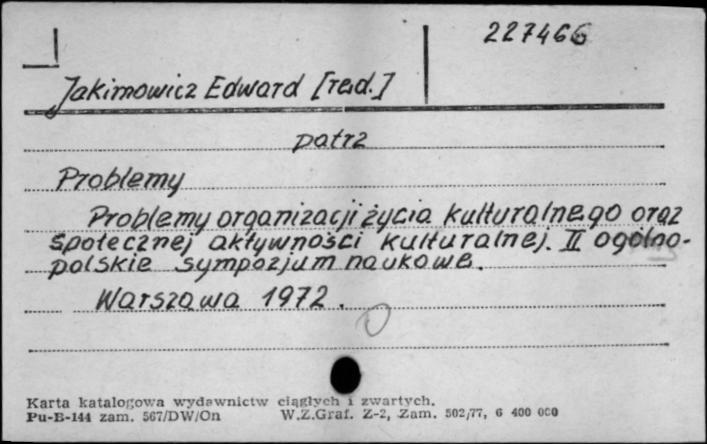 227466
Jakimowicz Edward [red.]
patrz
Problemy
Problemy organizacji życia kulturalnego oraz
społecznej aktywności kulturalnej. II ogólno-
polskie sympozjum naukowe.
Warszawa 1972.
Karta katalogowa wydawnictw ciągłych i zwartych.
Pu-B-144 zam. 567/DW/On W.Z.Graf. Z-2, Zam. 502/77, 6 400 000